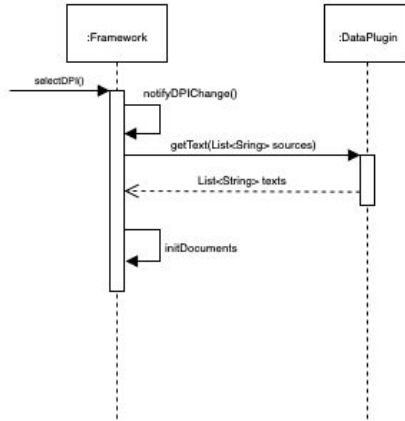 :Framework
:DataPlugin
selectDPI()
notifyDPIChange()
getText(List<Sring> sources)
List<String> texts
initDocuments